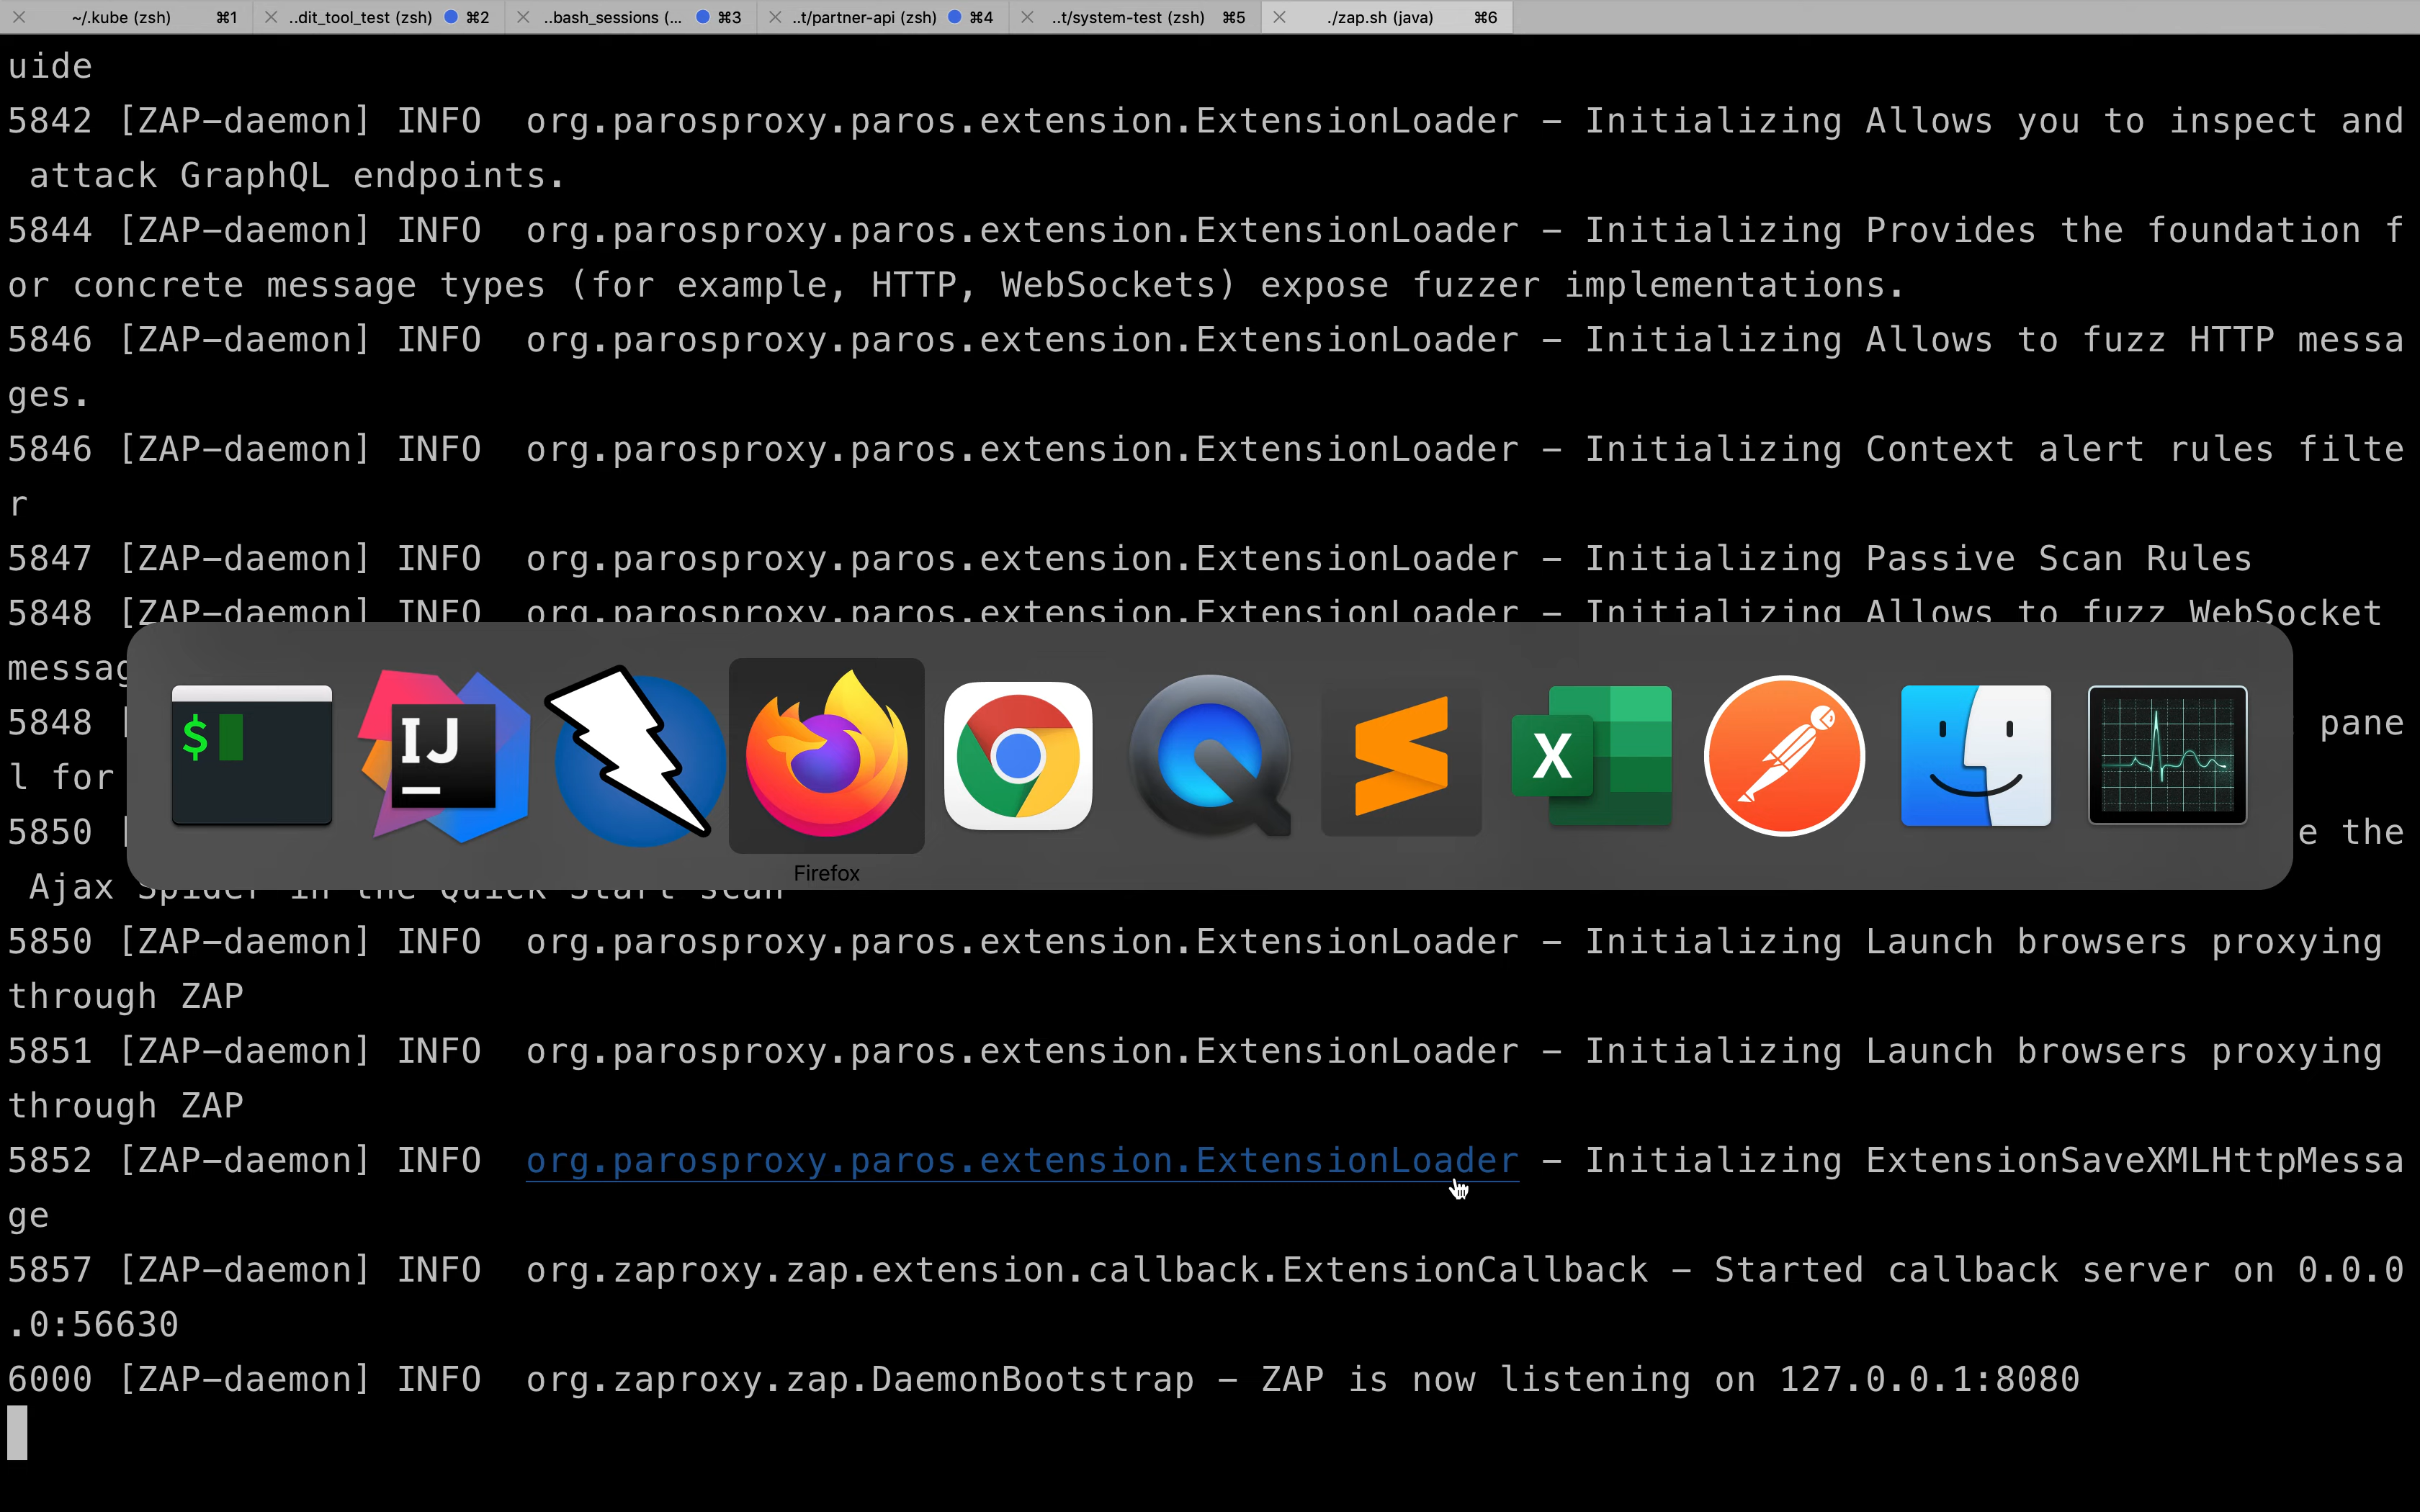 ~/.kube (zsh) ⌘1 ..dit_tool_test (zsh) ⌘2 ..bash_sessions (... ⌘3 ..t/partner-api (zsh) ⌘4 ..t/system-test (zsh) ⌘5 ./zap.sh (java) ⌘6
uide
5842 [ZAP-daemon] INFO  org.parosproxy.paros.extension.ExtensionLoader - Initializing Allows you to inspect and
 attack GraphQL endpoints.
5844 [ZAP-daemon] INFO  org.parosproxy.paros.extension.ExtensionLoader - Initializing Provides the foundation f
or concrete message types (for example, HTTP, WebSockets) expose fuzzer implementations.
5846 [ZAP-daemon] INFO  org.parosproxy.paros.extension.ExtensionLoader - Initializing Allows to fuzz HTTP messa
ges.
5846 [ZAP-daemon] INFO  org.parosproxy.paros.extension.ExtensionLoader - Initializing Context alert rules filte
r
5847 [ZAP-daemon] INFO  org.parosproxy.paros.extension.ExtensionLoader - Initializing Passive Scan Rules
5848 [ZAP-daemon] INFO  org.parosproxy.paros.extension.ExtensionLoader - Initializing Allows to fuzz WebSocket
messag
$ IJ X
5848 [ pane
l for
5850 [ e the
Firefox
 Ajax Spider in the Quick Start scan
5850 [ZAP-daemon] INFO  org.parosproxy.paros.extension.ExtensionLoader - Initializing Launch browsers proxying
through ZAP
5851 [ZAP-daemon] INFO  org.parosproxy.paros.extension.ExtensionLoader - Initializing Launch browsers proxying
through ZAP
5852 [ZAP-daemon] INFO  org.parosproxy.paros.extension.ExtensionLoader - Initializing ExtensionSaveXMLHttpMessa
ge
5857 [ZAP-daemon] INFO  org.zaproxy.zap.extension.callback.ExtensionCallback - Started callback server on 0.0.0
.0:56630
6000 [ZAP-daemon] INFO  org.zaproxy.zap.DaemonBootstrap - ZAP is now listening on 127.0.0.1:8080